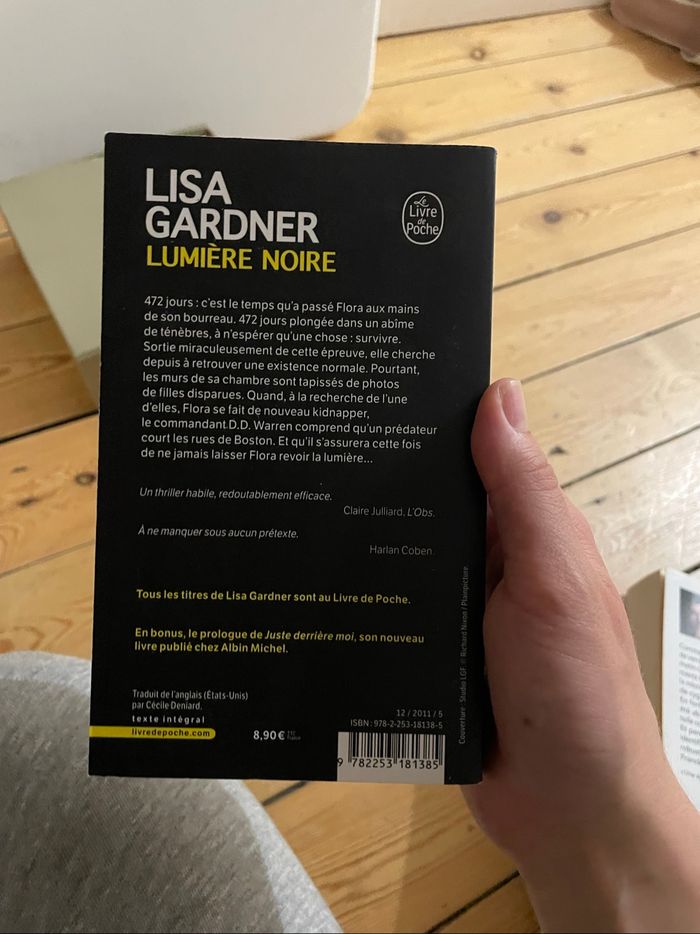 LISA
GARDNER
LUMIÈRE NOIRE
Le
Livre
de
Poche
472 jours : c'est le temps qu'a passé Flora aux mains
de son bourreau. 472 jours plongée dans un abîme
de ténèbres, à n'espérer qu'une chose : survivre.
Sortie miraculeusement de cette épreuve, elle cherche
depuis à retrouver une existence normale. Pourtant,
les murs de sa chambre sont tapissés de photos
de filles disparues. Quand, à la recherche de l'une
d'elles, Flora se fait de nouveau kidnapper,
le commandant D.D. Warren comprend qu'un prédateur
court les rues de Boston. Et qu'il s'assurera cette fois
de ne jamais laisser Flora revoir la lumière...
Un thriller habile, redoutablement efficace.
Claire Julliard, L'Obs.
À ne manquer sous aucun prétexte.
Harlan Coben.
Tous les titres de Lisa Gardner sont au Livre de Poche.
En bonus, le prologue de Juste derrière moi, son nouveau
livre publié chez Albin Michel.
Traduit de l'anglais (États-Unis)
par Cécile Deniard.
texte intégral
livredepoche.com
8,90 €
France
12 / 2011 / 5
ISBN : 978-2-253-18138-5
9 782253 181385
Couverture : Studio LGF. © Richard Nixon / Plainpicture.